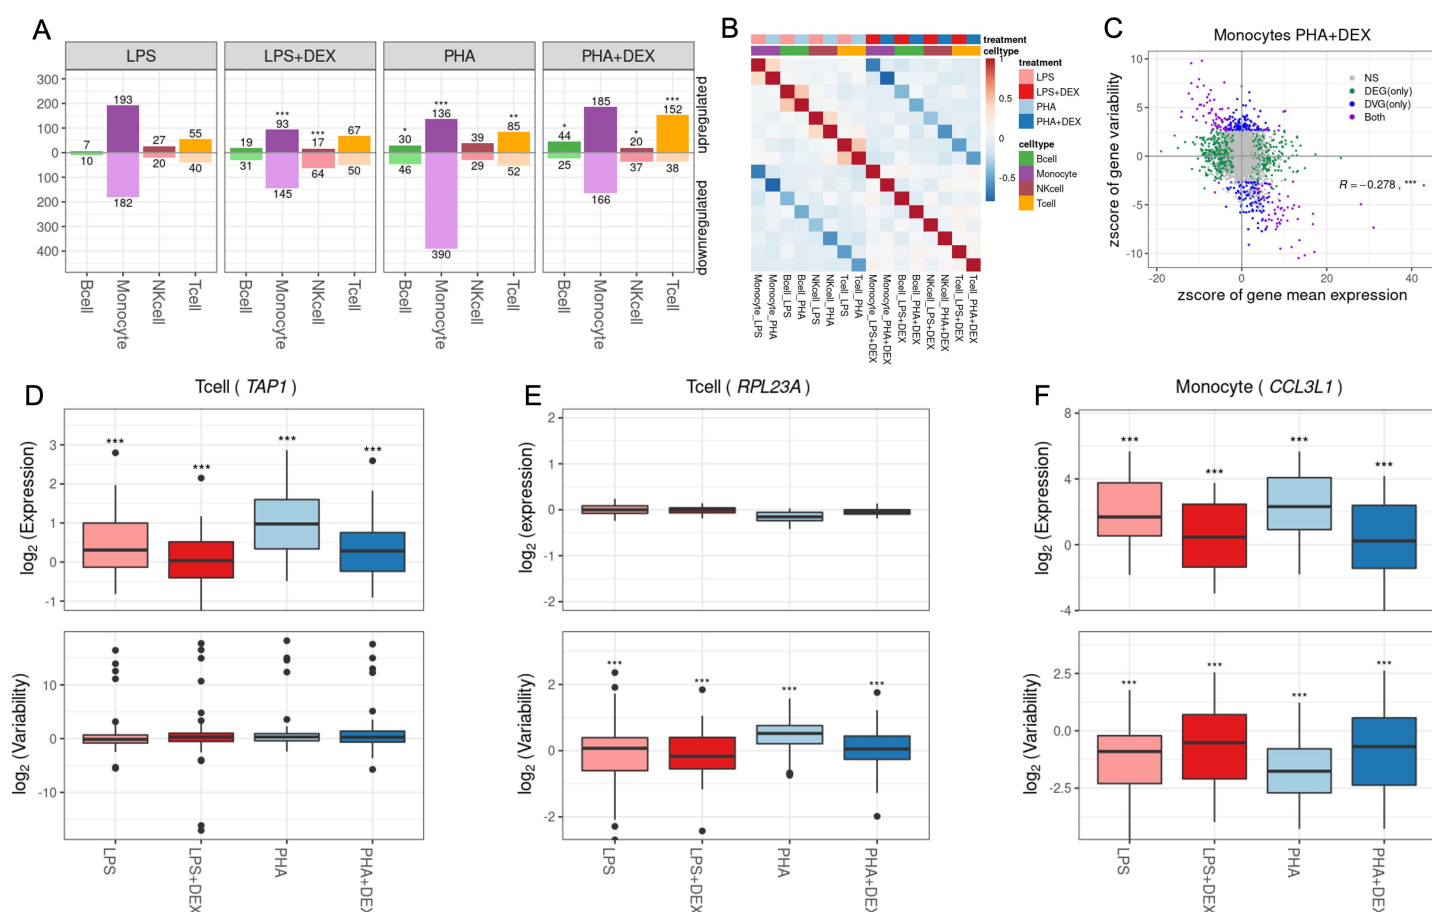 A
LPS
LPS+DEX
PHA
PHA+DEX
300
200
100
0
100
200
300
400
upregulated
downregulated
7
10
193
182
27
20
55
40
19
31
***
93
145
***
17
64
67
50
*
30
46
***
136
390
39
29
**
85
52
*
44
25
185
166
*
20
37
***
152
38
Bcell
Monocyte
NKcell
Tcell
Bcell
Monocyte
NKcell
Tcell
Bcell
Monocyte
NKcell
Tcell
Bcell
Monocyte
NKcell
Tcell
B
treatment
celltype
1
0.5
0
-0.5
treatment
LPS
LPS+DEX
PHA
PHA+DEX
celltype
Bcell
Monocyte
NKcell
Tcell
Monocyte_LPS
Monocyte_PHA
Bcell_LPS
Bcell_PHA
NKcell_LPS
NKcell_PHA
Tcell_LPS
Tcell_PHA
Monocyte_LPS+DEX
Monocyte_PHA+DEX
Bcell_LPS+DEX
Bcell_PHA+DEX
NKcell_LPS+DEX
NKcell_PHA+DEX
Tcell_LPS+DEX
Tcell_PHA+DEX
C
Monocytes PHA+DEX
zscore of gene variability
10
5
0
-5
-10
NS
DEG(only)
DVG(only)
Both
R = -0.278 , ***
-20
0
20
40
zscore of gene mean expression
D
Tcell ( TAP1 )
log2 (Expression)
3
2
1
0
-1
***
***
***
***
log2 (Variability)
10
0
-10
LPS
LPS+DEX
PHA
PHA+DEX
E
Tcell ( RPL23A )
log2 (expression)
2
1
0
-1
-2
log2 (Variability)
2
0
-2
***
***
***
***
LPS
LPS+DEX
PHA
PHA+DEX
F
Monocyte ( CCL3L1 )
log2 (Expression)
8
4
0
-4
***
***
***
***
log2 (Variability)
2.5
0.0
-2.5
***
***
***
***
LPS
LPS+DEX
PHA
PHA+DEX